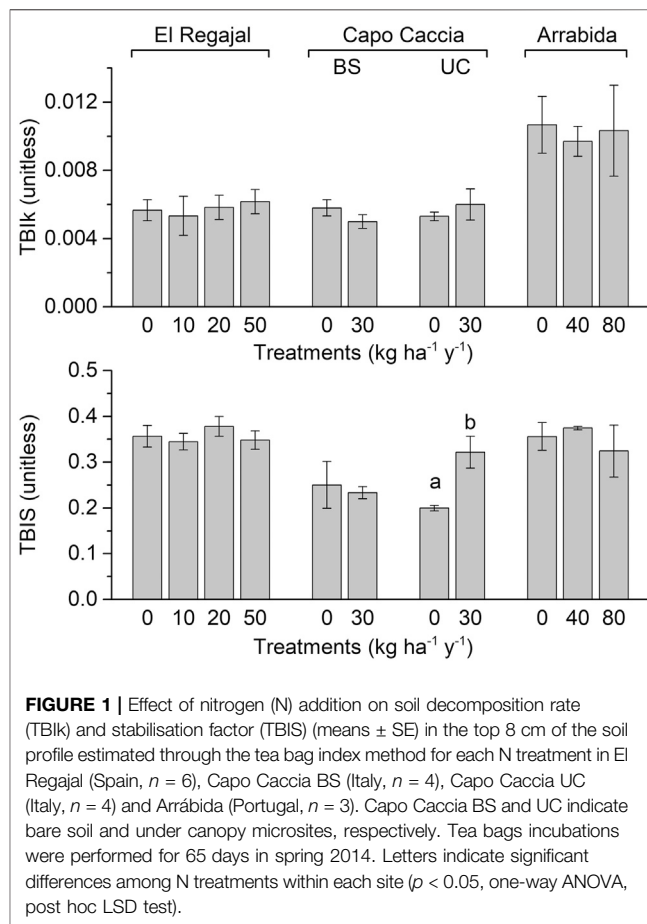 El Regajal Capo Caccia Arrabida
BS UC
TBIk (unitless)
0.012
0.008
0.004
0.000
0 10 20 50 0 30 0 30 0 40 80
Treatments (kg ha⁻¹ y⁻¹)
TBIS (unitless)
0.5
0.4
0.3
0.2
0.1
0.0
a b
0 10 20 50 0 30 0 30 0 40 80
Treatments (kg ha⁻¹ y⁻¹)
FIGURE 1 | Effect of nitrogen (N) addition on soil decomposition rate
(TBIk) and stabilisation factor (TBIS) (means ± SE) in the top 8 cm of the soil
profile estimated through the tea bag index method for each N treatment in El
Regajal (Spain, n = 6), Capo Caccia BS (Italy, n = 4), Capo Caccia UC
(Italy, n = 4) and Arrábida (Portugal, n = 3). Capo Caccia BS and UC indicate
bare soil and under canopy microsites, respectively. Tea bags incubations
were performed for 65 days in spring 2014. Letters indicate significant
differences among N treatments within each site (p < 0.05, one-way ANOVA,
post hoc LSD test).